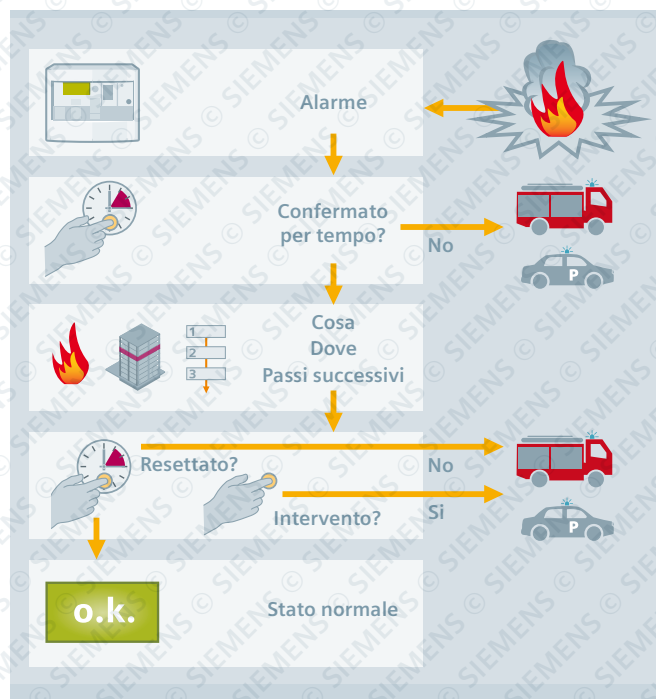 Alarme
Confermato
per tempo?
No
P
Cosa
Dove
Passi successivi
1
2
3
Resettato?
No
Intervento?
Si
P
o.k.
Stato normale
© SIEMENS